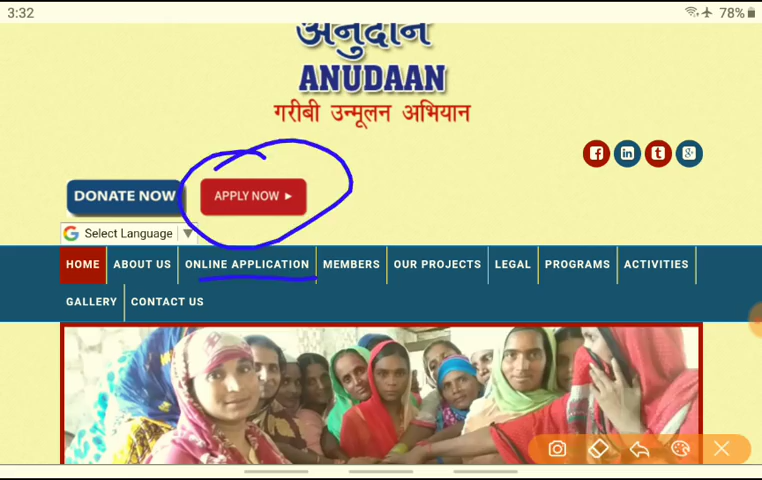 3:32
78%
अनुदान
ANUDAAN
गरीबी उन्मूलन अभियान
DONATE NOW
APPLY NOW ►
Select Language ▼
HOME
ABOUT US
ONLINE APPLICATION
MEMBERS
OUR PROJECTS
LEGAL
PROGRAMS
ACTIVITIES
GALLERY
CONTACT US